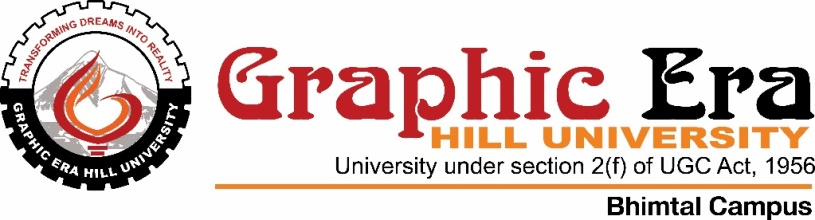 TRANSFORMING DREAMS INTO REALITY
GRAPHIC ERA HILL UNIVERSITY
Graphic Era
HILL UNIVERSITY
University under section 2(f) of UGC Act, 1956
Bhimtal Campus